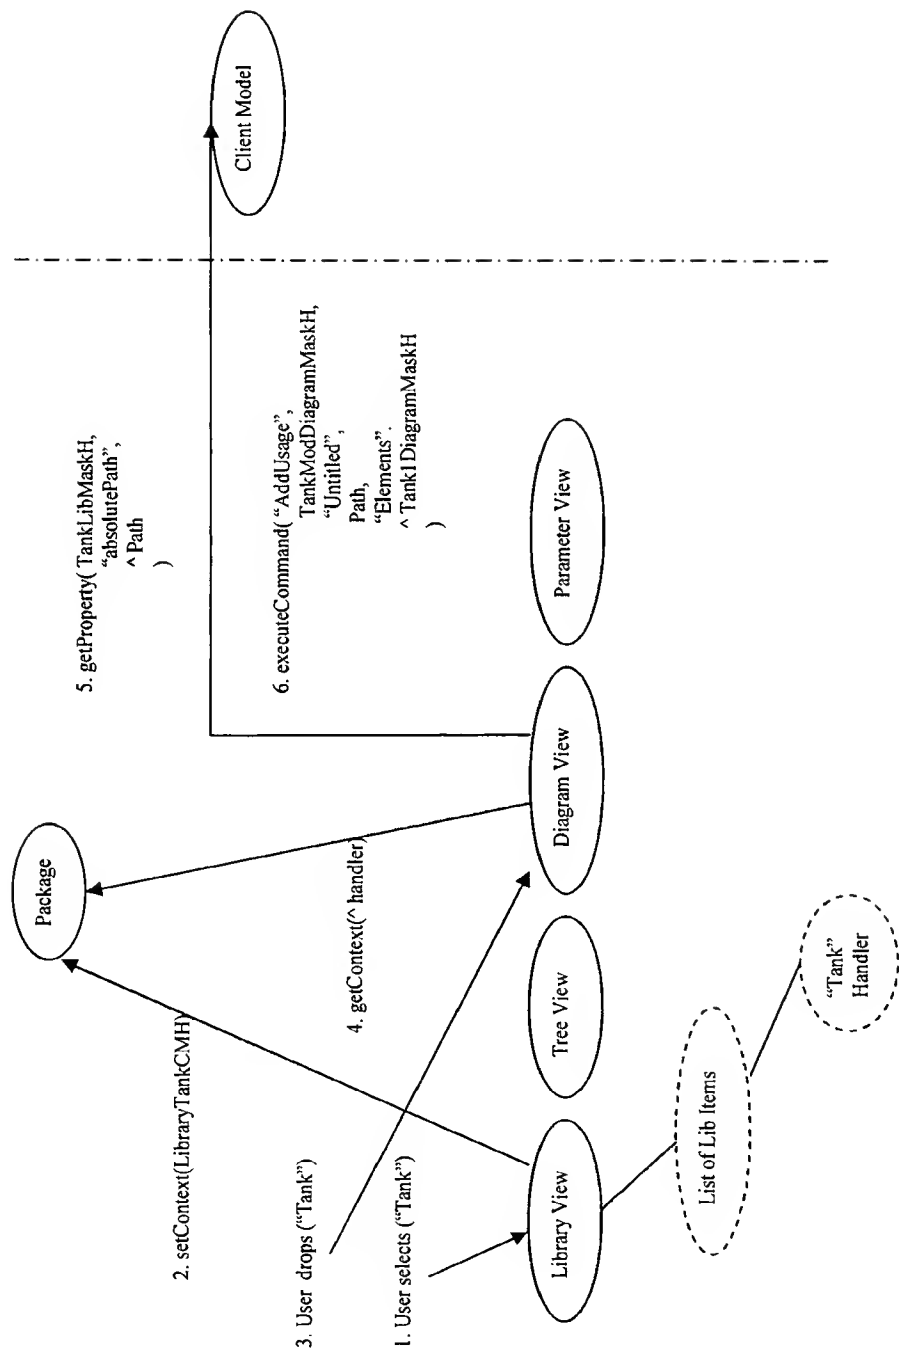 Package
Client Model
5. getProperty( TankLibMaskH,
“absolutePath”,
^ Path
)
2. setContext(LibraryTankCMH)
4. getContext(^ handler)
6. executeCommand( “AddUsage”,
TankModDiagramMaskH,
“Untitled”,
Path,
“Elements”.
^ Tank1DiagramMaskH
)
3. User drops (“Tank”)
1. User selects (“Tank”)
Library View
Tree View
Diagram View
Parameter View
List of Lib Items
“Tank”
Handler